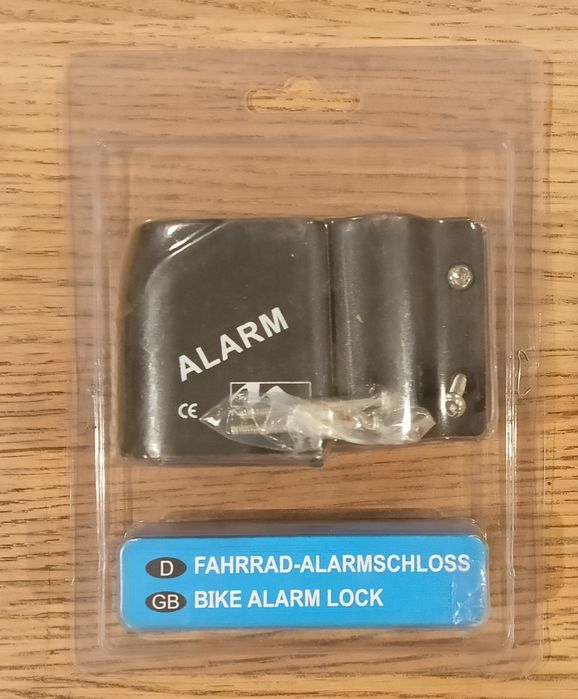 ALARM
CE
D FAHRRAD-ALARMSCHLOSS
GB BIKE ALARM LOCK